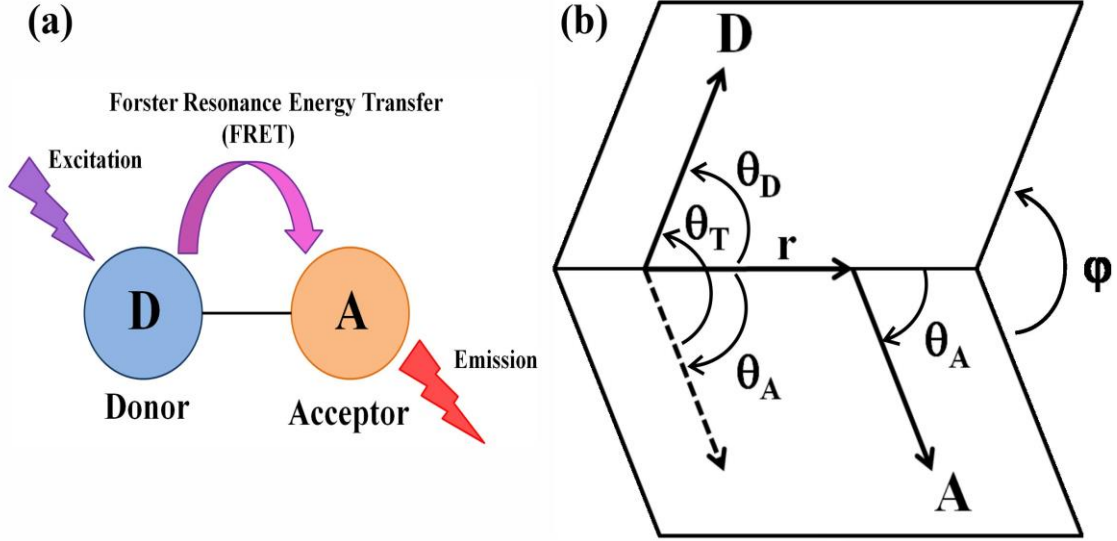 (a)
Forster Resonance Energy Transfer
(FRET)
Excitation
D
A
Emission
Donor
Acceptor
(b)
D
θD
θT
r
φ
θA
θA
A